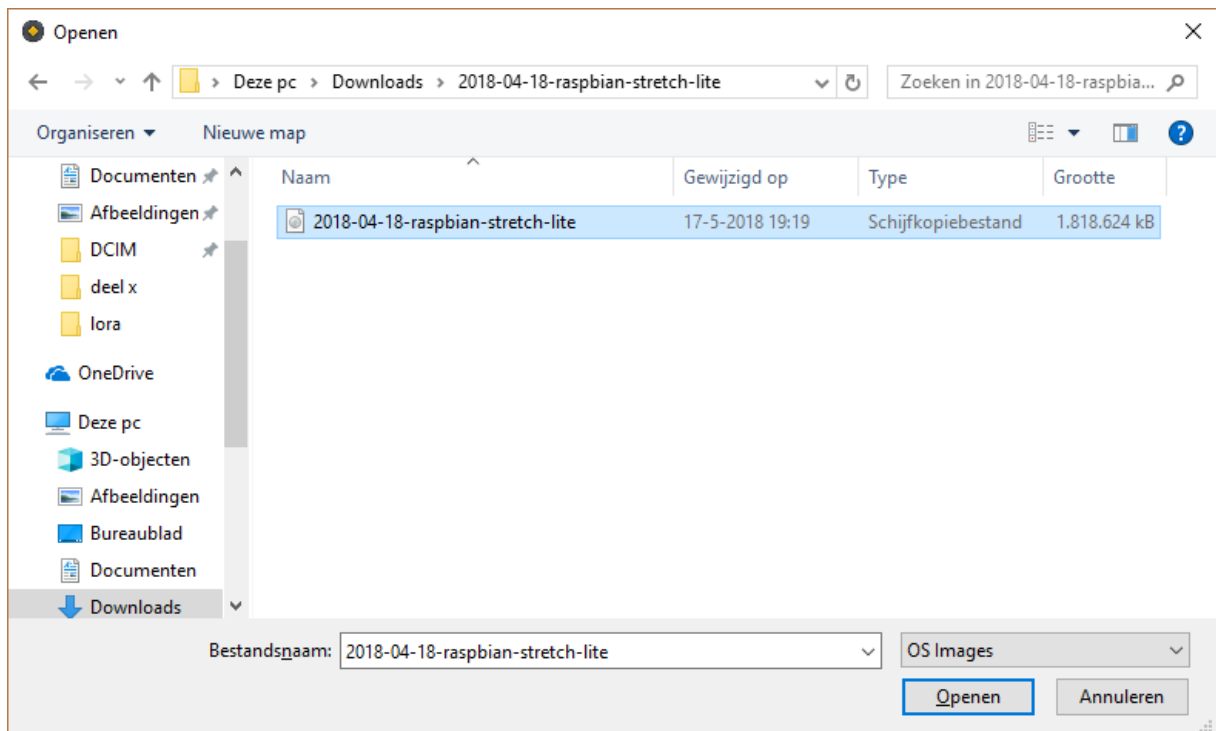 Openen
Deze pc > Downloads > 2018-04-18-raspbian-stretch-lite
Zoeken in 2018-04-18-raspbia...
Organiseren Nieuwe map
Naam Gewijzigd op Type Grootte
2018-04-18-raspbian-stretch-lite 17-5-2018 19:19 Schijfkopiebestand 1.818.624 kB
Documenten
Afbeeldingen
DCIM
deel x
lora
OneDrive
Deze pc
3D-objecten
Afbeeldingen
Bureaublad
Documenten
Downloads
Bestandsnaam: 2018-04-18-raspbian-stretch-lite OS Images
Openen Annuleren